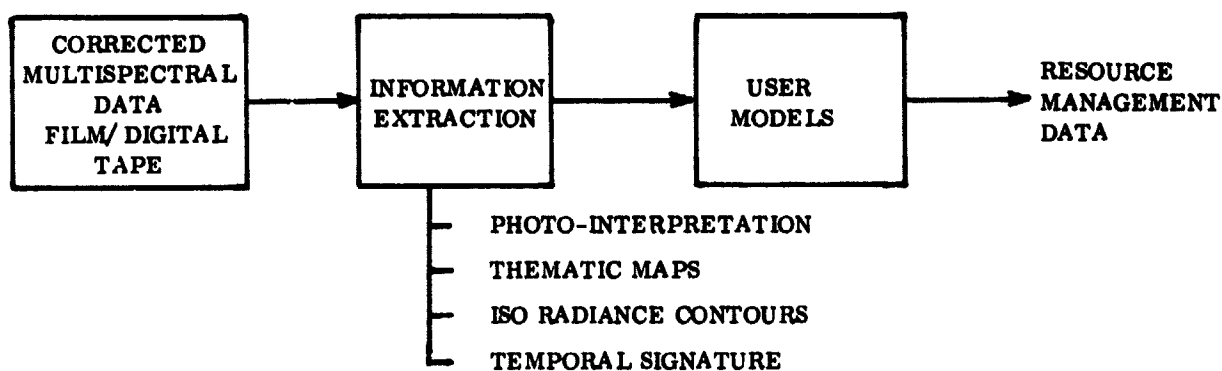 CORRECTED
MULTISPECTRAL
DATA
FILM/ DIGITAL
TAPE
INFORMATION
EXTRACTION
USER
MODELS
RESOURCE
MANAGEMENT
DATA
PHOTO-INTERPRETATION
THEMATIC MAPS
ISO RADIANCE CONTOURS
TEMPORAL SIGNATURE